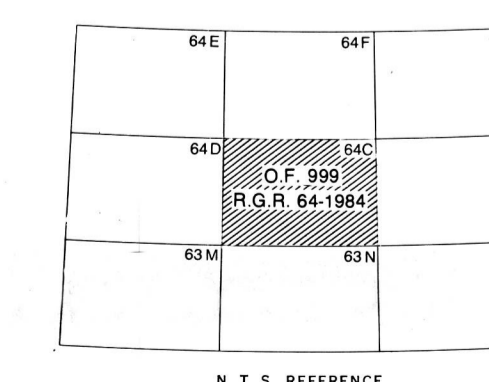 64E 64F
64D 64C
O.F. 999
R.G.R. 64-1984
63M 63N
N. T. S. REFERENCE